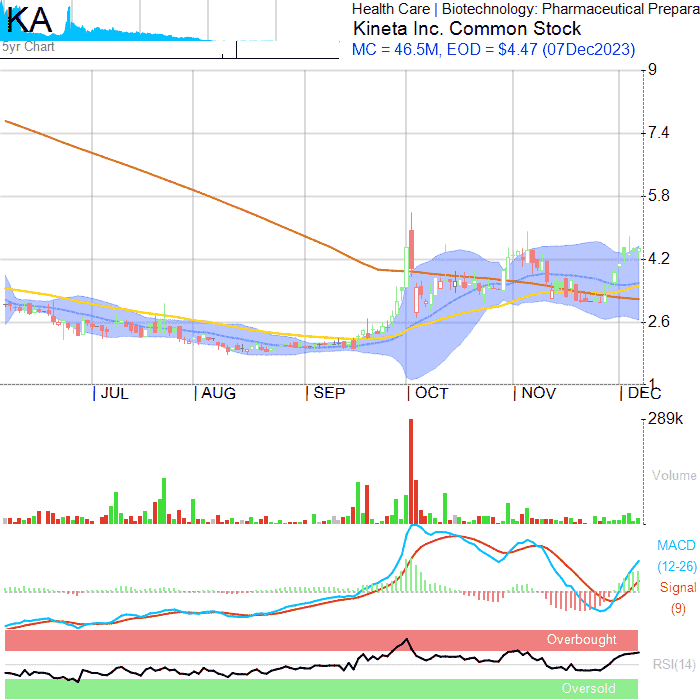 KA
5yr Chart
Health Care | Biotechnology: Pharmaceutical Prepara
Kineta Inc. Common Stock
MC = 46.5M, EOD = $4.47 (07Dec2023)
9
7.4
5.8
4.2
2.6
1
JUL AUG SEP OCT NOV DEC
289k
Volume
MACD
(12-26)
Signal
(9)
Overbought
RSI(14)
Oversold